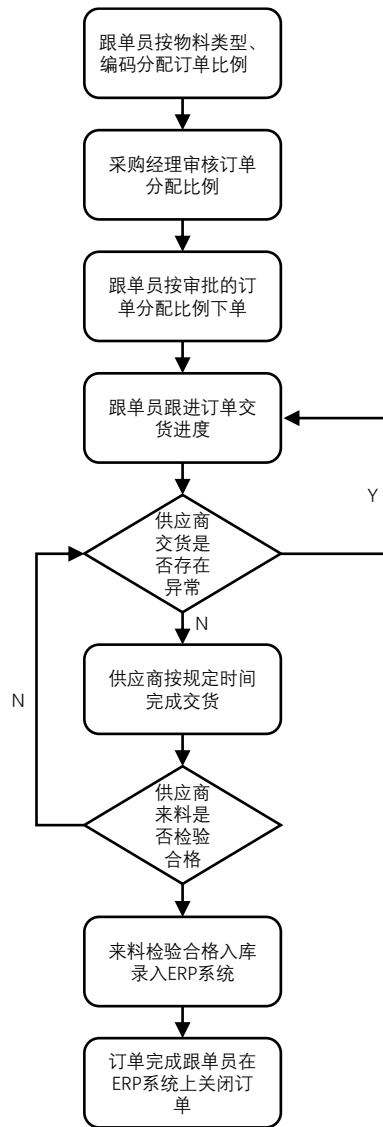 跟单员按物料类型、
编码分配订单比例
采购经理审核订单
分配比例
跟单员按审批的订
单分配比例下单
跟单员跟进订单交
货进度
Y
供应商
交货是
否存在
异常
N
供应商按规定时间
完成交货
N
供应商
来料是
否检验
合格
来料检验合格入库
录入ERP系统
订单完成跟单员在
ERP系统上关闭订
单